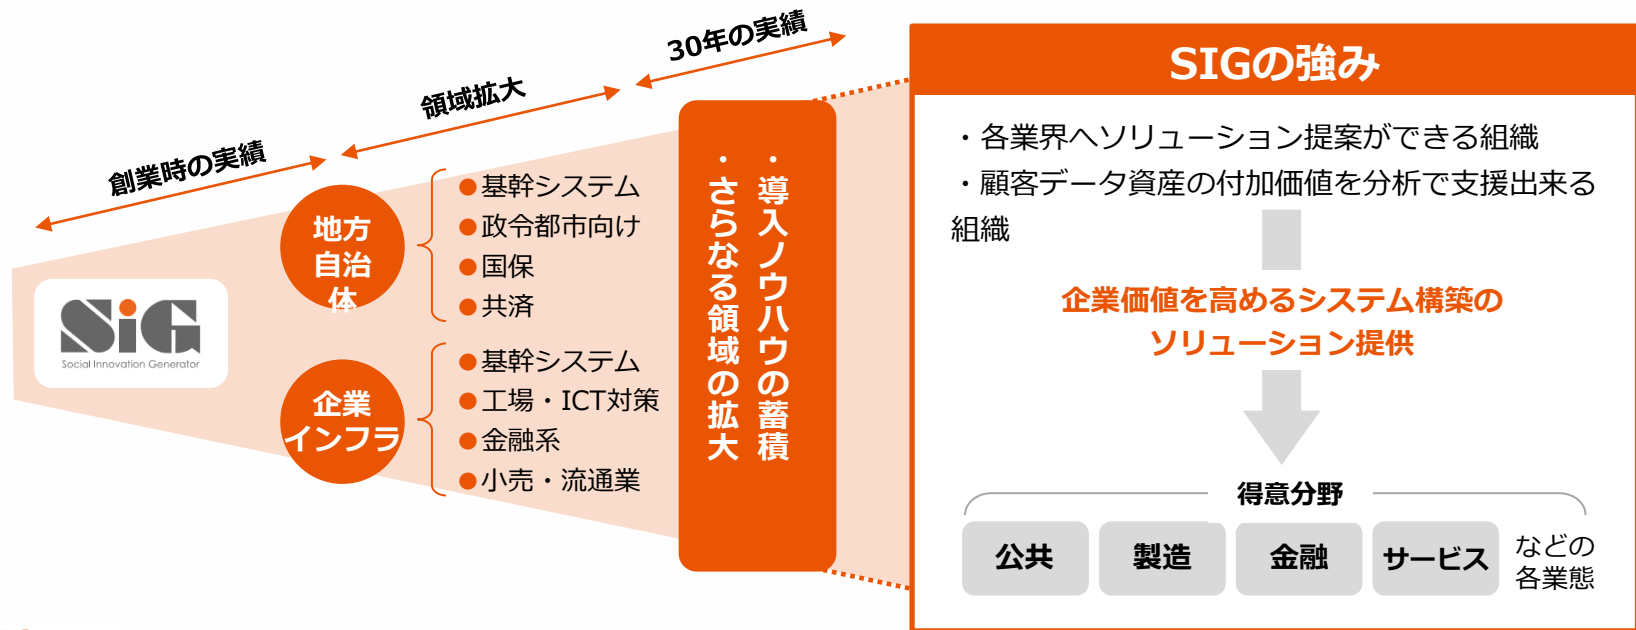 創業時の実績
領域拡大
30年の実績
SiG
Social Innovation Generator
地方
自治
体
●基幹システム
●政令都市向け
●国保
●共済
企業
インフラ
●基幹システム
●工場・ICT対策
●金融系
●小売・流通業
・導入ノウハウの蓄積
・さらなる領域の拡大
SIGの強み
・各業界へソリューション提案ができる組織
・顧客データ資産の付加価値を分析で支援出来る
組織
企業価値を高めるシステム構築の
ソリューション提供
得意分野
公共
製造
金融
サービス
などの
各業態